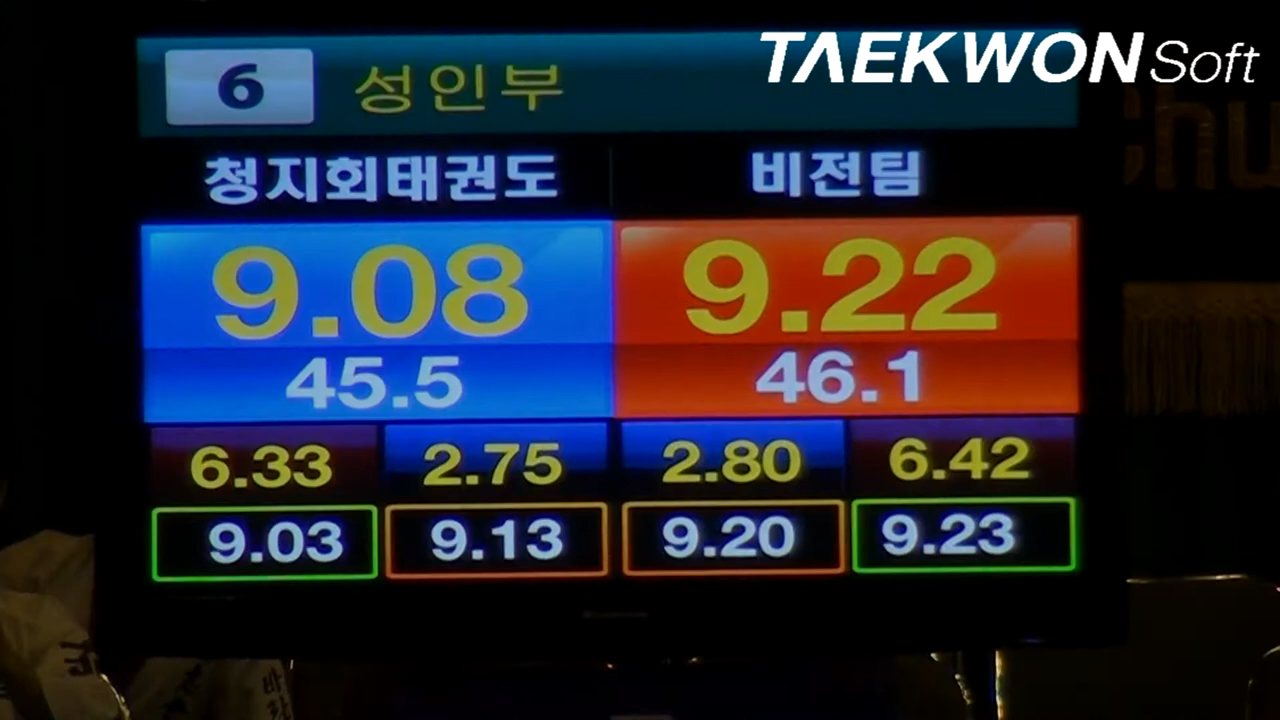 TAEKWON Soft
6 성인부
청지회태권도 비전팀
9.08 9.22
45.5 46.1
6.33 2.75 2.80 6.42
9.03 9.13 9.20 9.23